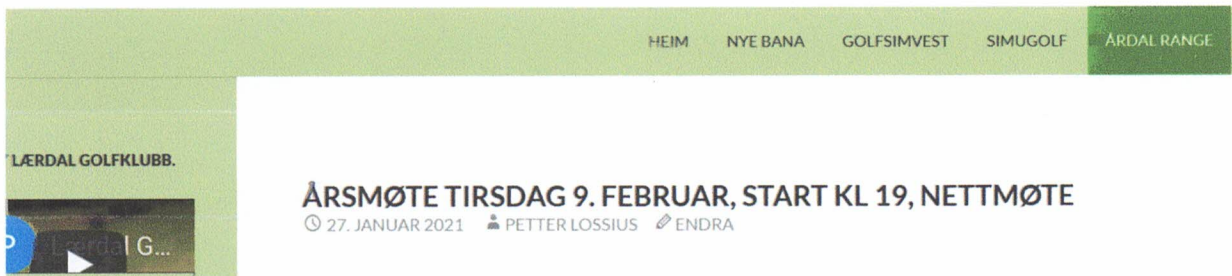 HEIM NYE BANA GOLFSIMVEST SIMUGOLF ÅRDAL RANGE
LÆRDAL GOLFKLUBB.
Lærdal G...
ÅRSMØTE TIRSDAG 9. FEBRUAR, START KL 19, NETTMØTE
27. JANUAR 2021 PETTER LOSSIUS ENDRA